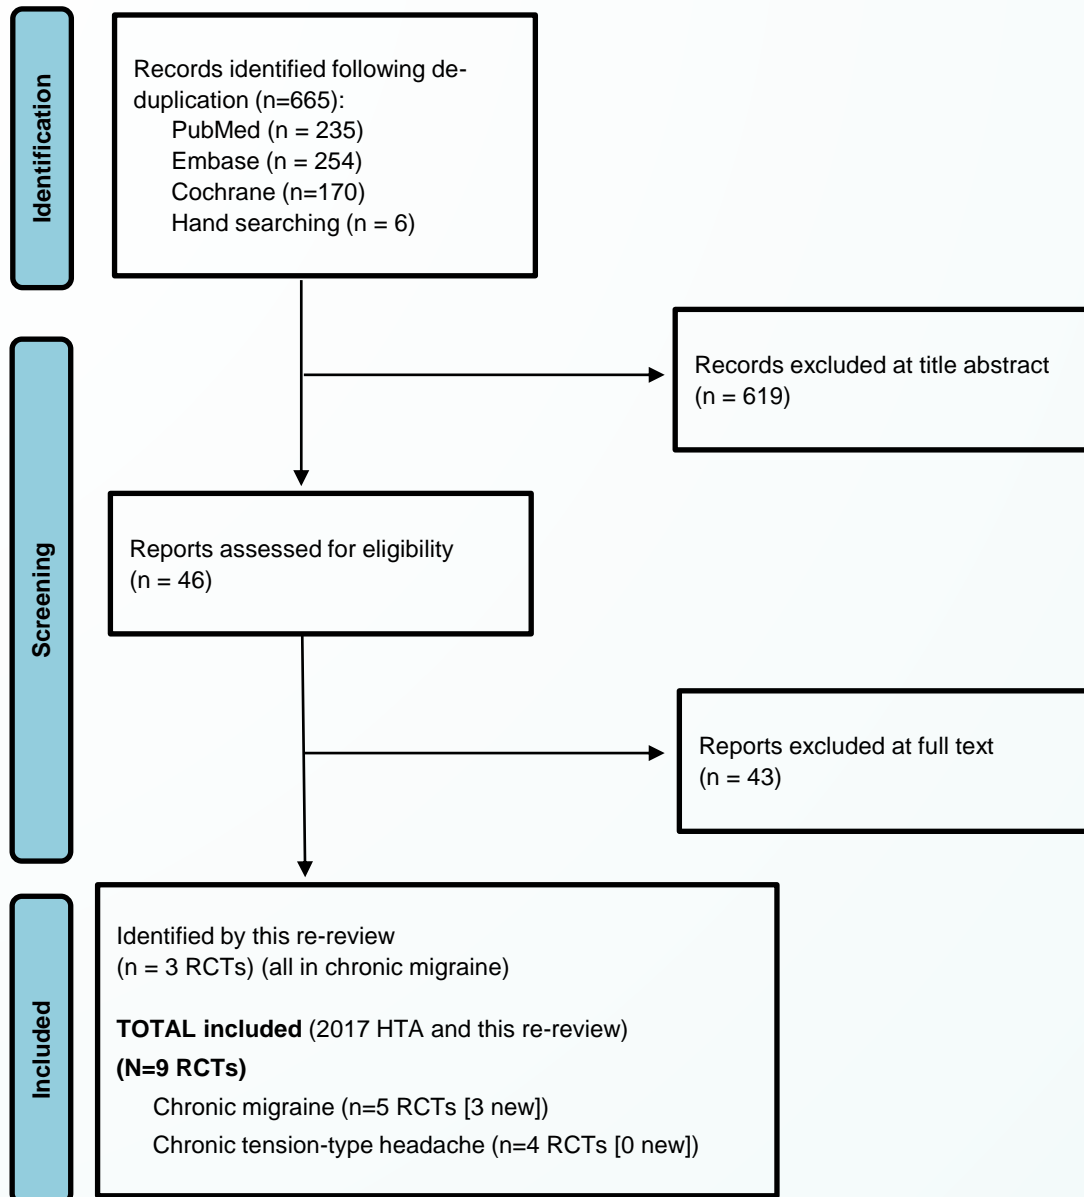 Identification
Records identified following de-
duplication (n=665):
PubMed (n = 235)
Embase (n = 254)
Cochrane (n=170)
Hand searching (n = 6)
Records excluded at title abstract
(n = 619)
Screening
Reports assessed for eligibility
(n = 46)
Reports excluded at full text
(n = 43)
Included
Identified by this re-review
(n = 3 RCTs) (all in chronic migraine)
TOTAL included (2017 HTA and this re-review)
(N=9 RCTs)
Chronic migraine (n=5 RCTs [3 new])
Chronic tension-type headache (n=4 RCTs [0 new])